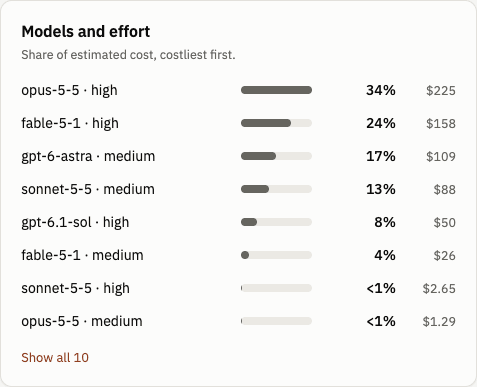 Models and effort
Share of estimated cost, costliest first.
opus-5-5 · high 34% $225
fable-5-1 · high 24% $158
gpt-6-astra · medium 17% $109
sonnet-5-5 · medium 13% $88
gpt-6.1-sol · high 8% $50
fable-5-1 · medium 4% $26
sonnet-5-5 · high <1% $2.65
opus-5-5 · medium <1% $1.29
Show all 10